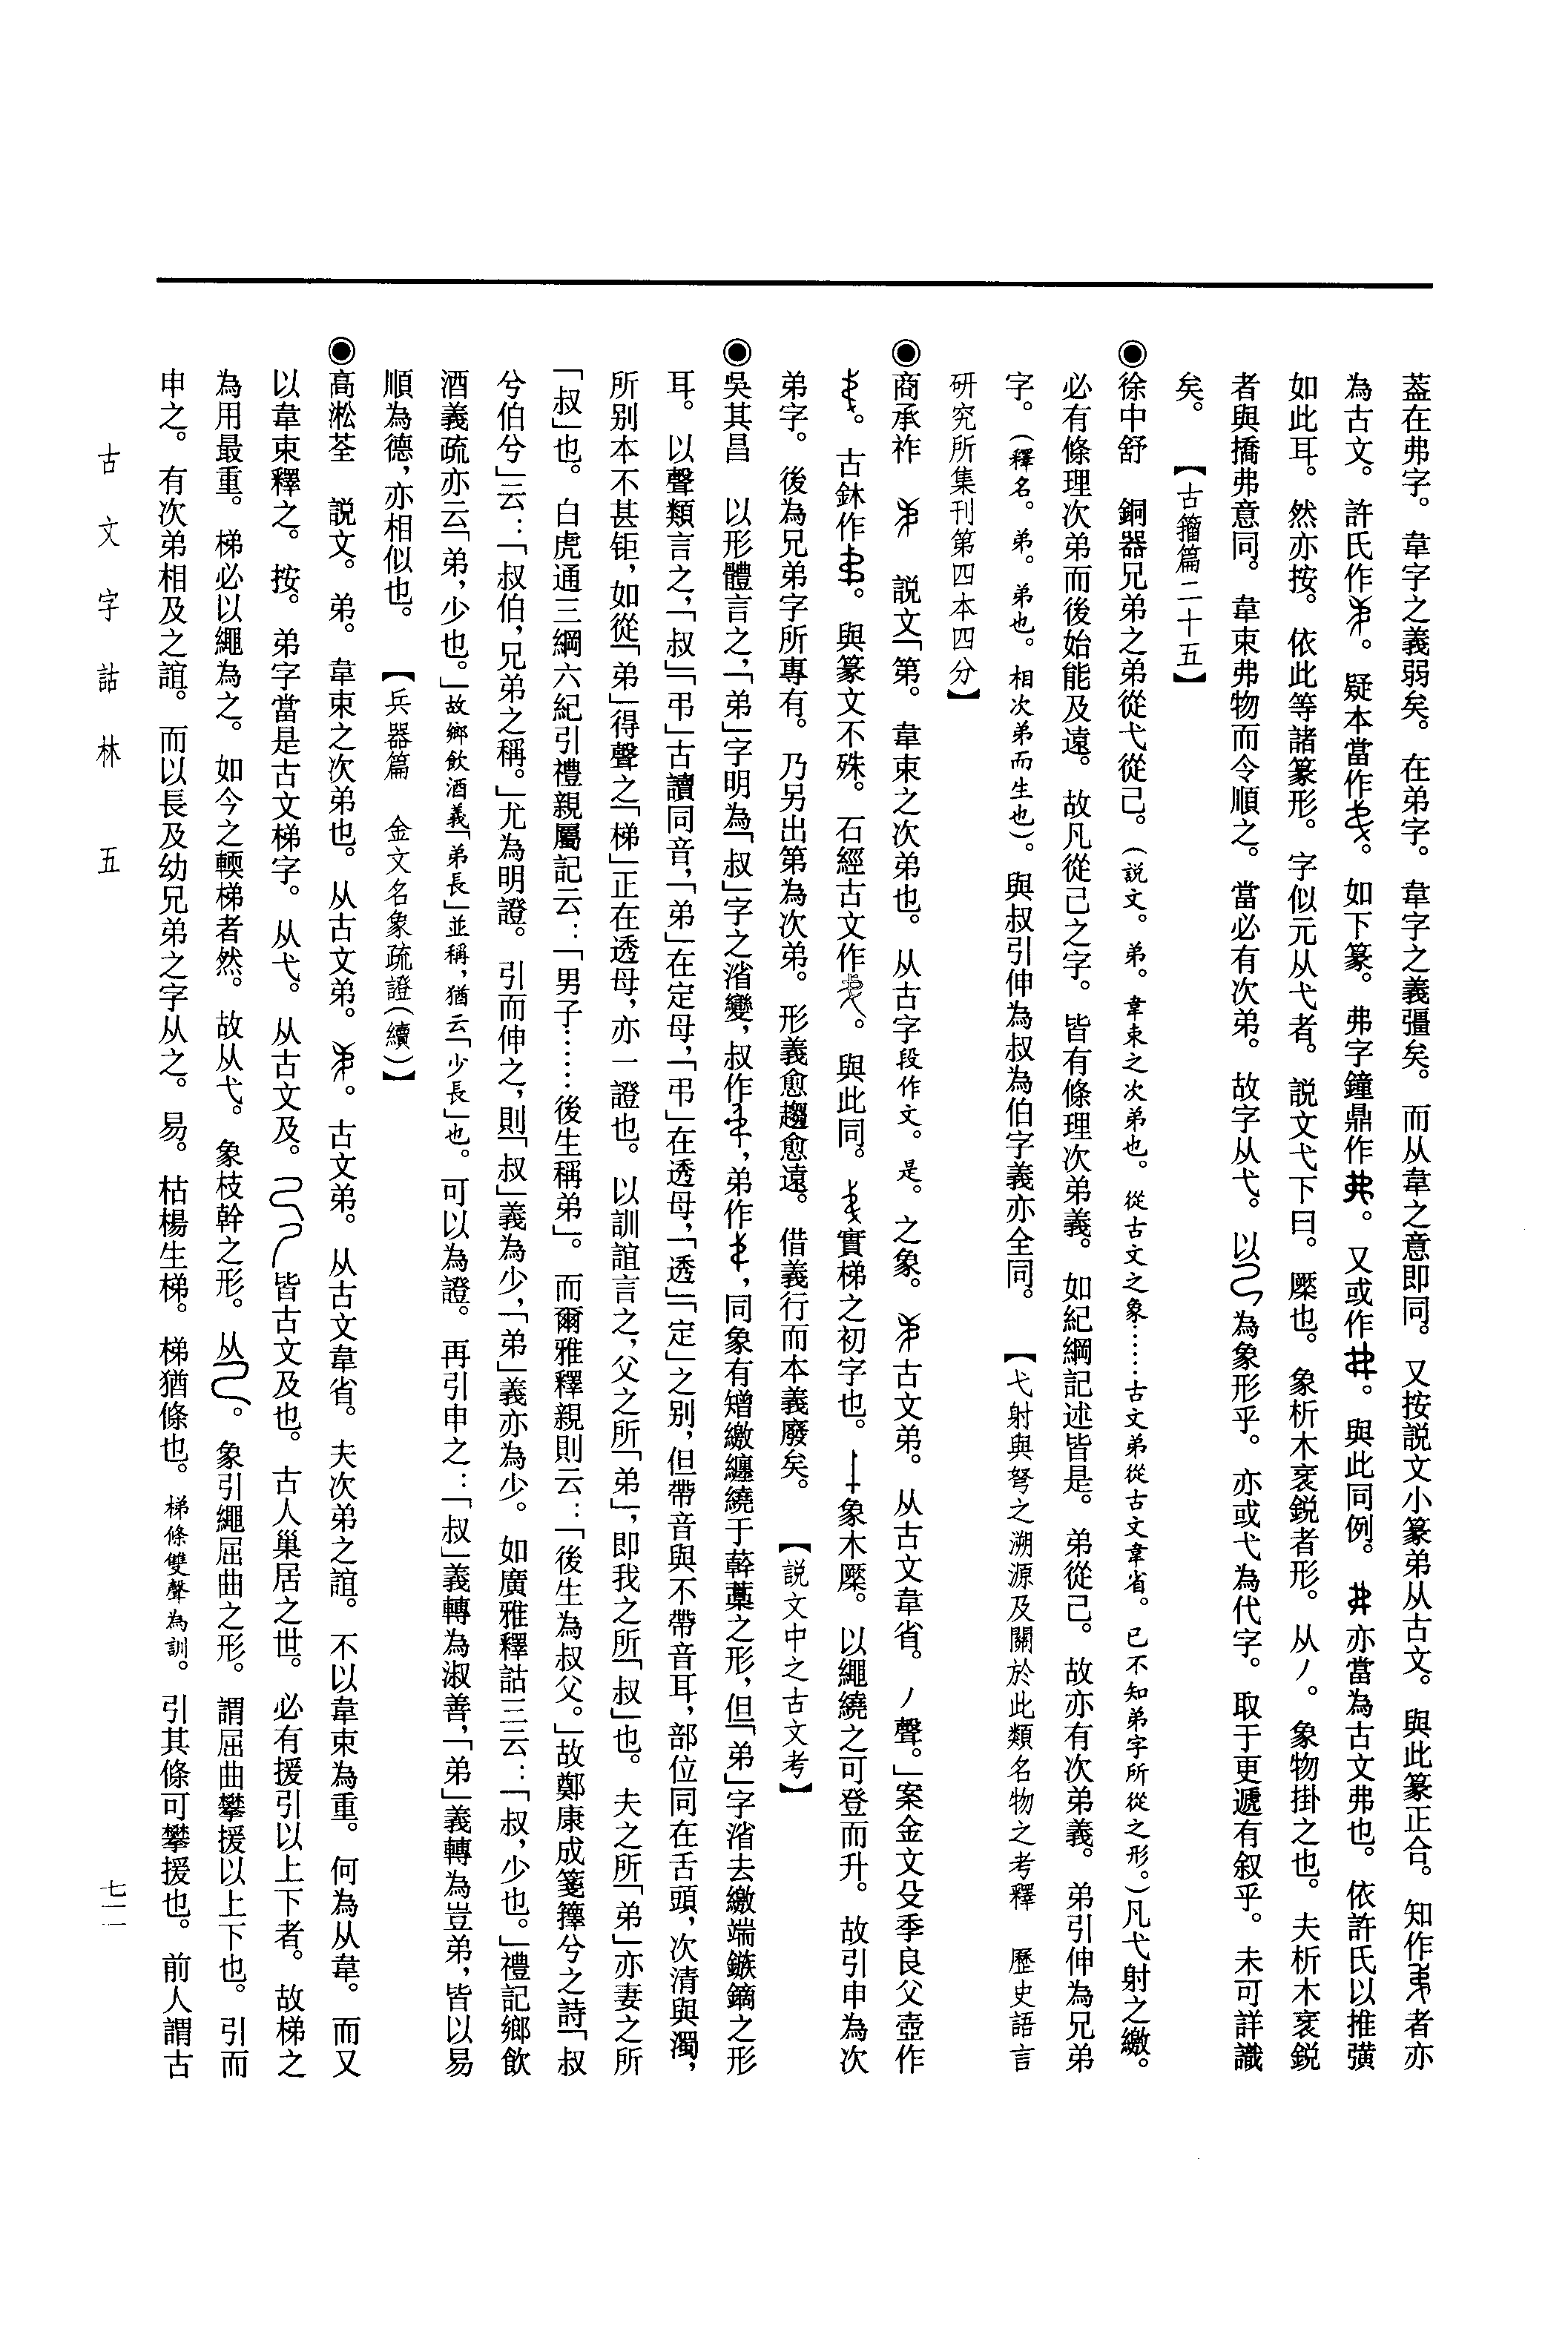 葢在弗字。韋字之義弱矣。在弟字。韋字之義彊矣。而从韋之意即同。又按説文小篆弟从古文。與此篆正合。知作者亦
為古文。許氏作。疑本當作。如下篆。弗字鐘鼎作。又或作。與此同例。亦當為古文弗也。依許氏以推彉
如此耳。然亦按。依此等諸篆形。字似元从弋者。説文弋下曰。橜也。象析木衺鋭者形。从丿。象物掛之也。夫析木衺鋭
者與撟弗意同。韋束弗物而令順之。當必有次弟。故字从弋。以為象形乎。亦或弋為代字。取于更遞有叙乎。未可詳識
矣。　【古籀篇二十五】
◉徐中舒　銅器兄弟之弟從弋從己。（説文。弟。韋束之次弟也。從古文之象……古文弟從古文韋省。已不知弟字所從之形。）凡弋射之繳。
必有條理次弟而後始能及遠。故凡從己之字。皆有條理次弟義。如紀綱記述皆是。弟從己。故亦有次弟義。弟引伸為兄弟
字。（釋名。弟。弟也。相次弟而生也）。與叔引伸為叔為伯字義亦全同。　【弋射與弩之溯源及關於此類名物之考釋　歷史語言
研究所集刊第四本四分】
◉商承祚　説文「第。韋束之次弟也。从古字段作文。是。之象。古文弟。从古文韋省。丿聲。」案金文殳季良父壺作
。古鉥作。與篆文不殊。石經古文作。與此同。實梯之初字也。象木橜。以繩繞之可登而升。故引申為次
弟字。後為兄弟字所專有。乃另出第為次弟。形義愈趨愈遠。借義行而本義廢矣。　【説文中之古文考】
◉吳其昌　以形體言之，「弟」字明為「叔」字之渻變，叔作，弟作，同象有矰繳纏繞于榦藁之形，但「弟」字渻去繳端鏃鏑之形
耳。以聲類言之，「叔」「弔」古讀同音，「弟」在定母，「弔」在透母，「透」「定」之别，但帶音與不帶音耳，部位同在舌頭，次清與濁，
所别本不甚钜，如從「弟」得聲之「梯」正在透母，亦一證也。以訓誼言之，父之所「弟」，即我之所「叔」也。夫之所「弟」亦妻之所
「叔」也。白虎通三綱六紀引禮親屬記云：「男子……後生稱弟」。而爾雅釋親則云：「後生為叔父。」故鄭康成箋蘀兮之詩「叔
兮伯兮」云：「叔伯，兄弟之稱。」尤為明證。引而伸之，則「叔」義為少，「弟」義亦為少。如廣雅釋詁三云：「叔，少也。」禮記鄉飲
酒義疏亦云「弟，少也。」故鄉飲酒義「弟長」並稱，猶云「少長」也。可以為證。再引申之：「叔」義轉為淑善，「弟」義轉為豈弟，皆以易
順為德，亦相似也。　【兵器篇　金文名象疏證（續）】
◉高淞荃　説文。弟。韋束之次弟也。从古文弟。。古文弟。从古文韋省。夫次弟之誼。不以韋束為重。何為从韋。而又
以韋束釋之。按。弟字當是古文梯字。从弋。从古文及。皆古文及也。古人巢居之世。必有援引以上下者。故梯之
為用最重。梯必以繩為之。如今之輭梯者然。故从弋。象枝幹之形。从。象引繩屈曲之形。謂屈曲攀援以上下也。引而
申之。有次弟相及之誼。而以長及幼兄弟之字从之。易。枯楊生梯。梯猶條也。梯條雙聲為訓。引其條可攀援也。前人謂古
古文字詁林　五　七一一